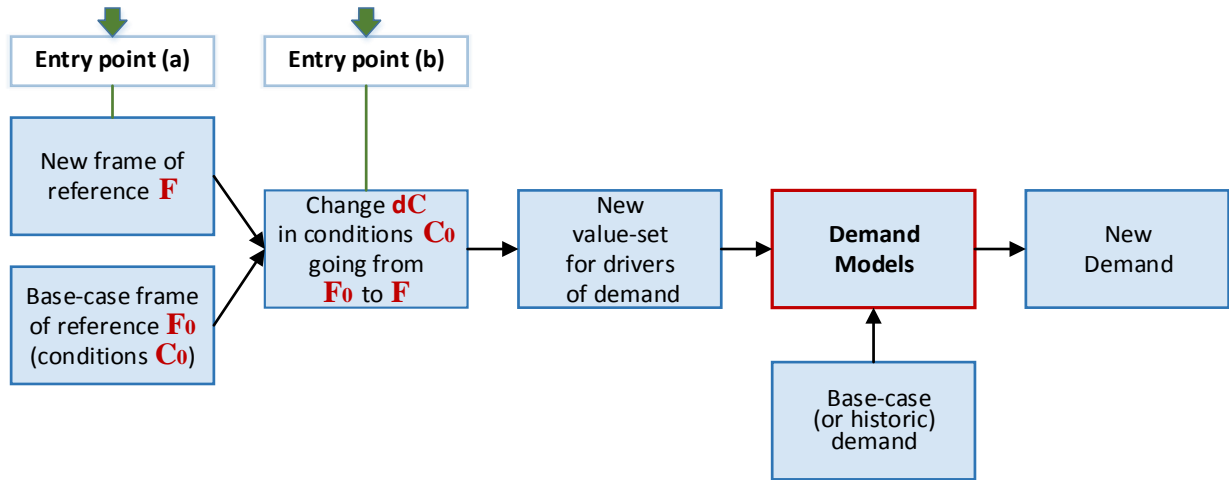 Entry point (a)
Entry point (b)
New frame of
reference F
Base-case frame
of reference F₀
(conditions C₀)
Change dC
in conditions C₀
going from
F₀ to F
New
value-set
for drivers
of demand
Demand
Models
New
Demand
Base-case
(or historic)
demand